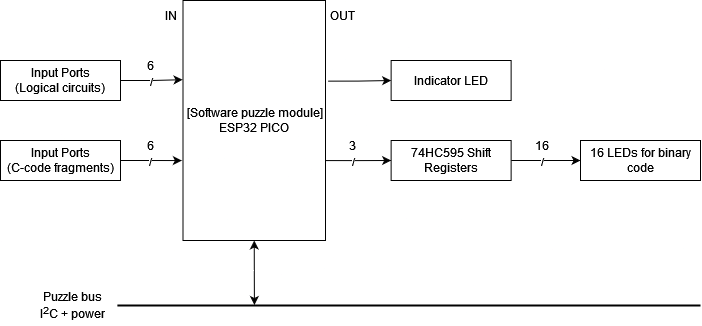 IN
OUT
Input Ports
(Logical circuits)
6
[Software puzzle module]
ESP32 PICO
Indicator LED
Input Ports
(C-code fragments)
6
3
74HC595 Shift
Registers
16
16 LEDs for binary
code
Puzzle bus
I²C + power